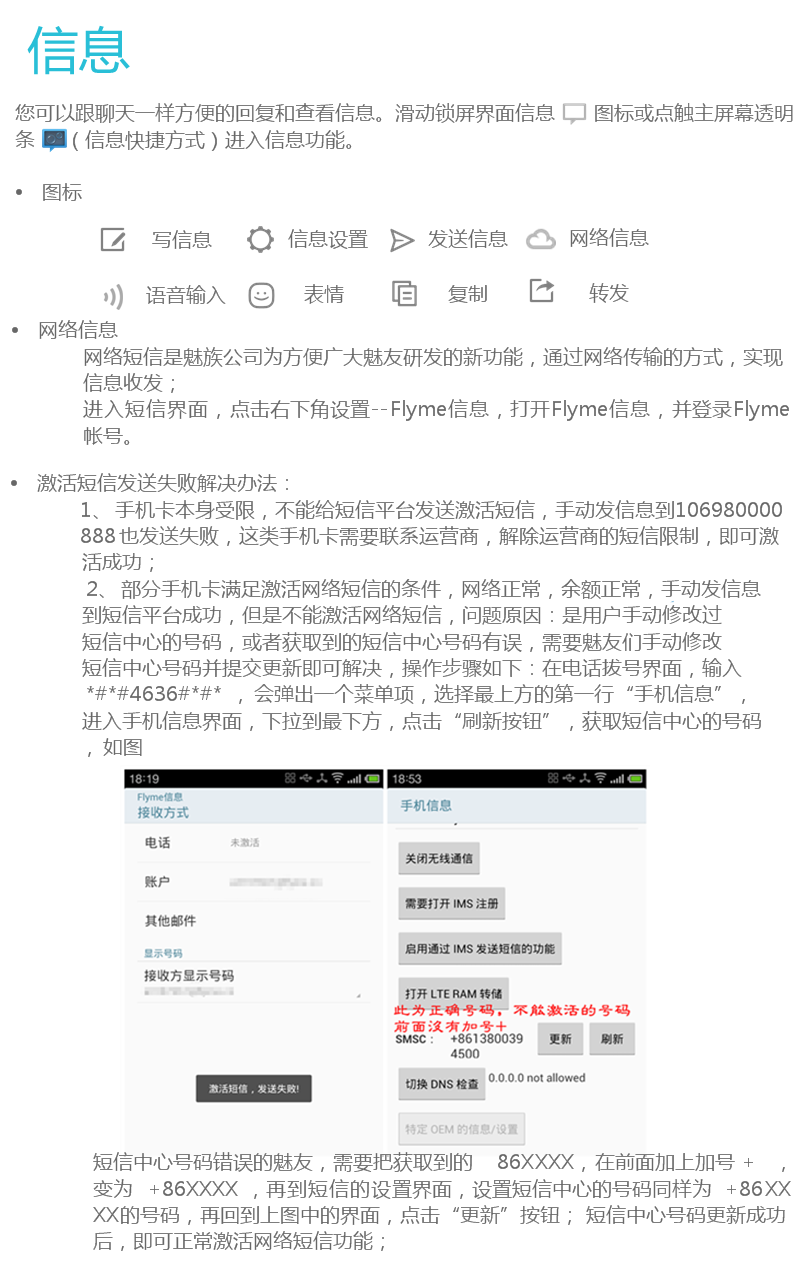 信息
您可以跟聊天一样方便的回复和查看信息。滑动锁屏界面信息 图标或点触主屏幕透明
条 （信息快捷方式）进入信息功能。
• 图标
写信息 信息设置 发送信息 网络信息
语音输入 表情 复制 转发
• 网络信息
网络短信是魅族公司为方便广大魅友研发的新功能，通过网络传输的方式，实现
信息收发；
进入短信界面，点击右下角设置--Flyme信息，打开Flyme信息，并登录Flyme
帐号。
• 激活短信发送失败解决办法：
1、 手机卡本身受限，不能给短信平台发送激活短信，手动发信息到106980000
888也发送失败，这类手机卡需要联系运营商，解除运营商的短信限制，即可激
活成功；
2、 部分手机卡满足激活网络短信的条件，网络正常，余额正常，手动发信息
到短信平台成功，但是不能激活网络短信，问题原因：是用户手动修改过
短信中心的号码，或者获取到的短信中心号码有误，需要魅友们手动修改
短信中心号码并提交更新即可解决，操作步骤如下：在电话拔号界面，输入
*#*#4636#*#* ，会弹出一个菜单项，选择最上方的第一行“手机信息”，
进入手机信息界面，下拉到最下方，点击“刷新按钮”，获取短信中心的号码
，如图
18:19
Flyme信息
接收方式
电话 未激活
账户
其他邮件
显示号码
接收方显示号码
激活短信，发送失败!
18:53
手机信息
关闭无线通信
需要打开 IMS 注册
启用通过 IMS 发送短信的功能
打开 LTE RAM 转储
此为正确号码，不能激活的号码
前面没有加号+
SMSC： +861380039 更新 刷新
4500
切换 DNS 检查 0.0.0.0 not allowed
特定 OEM 的信息/设置
短信中心号码错误的魅友，需要把获取到的 86XXXX，在前面加上加号 + ，
变为 +86XXXX ，再到短信的设置界面，设置短信中心的号码同样为 +86XX
XX的号码，再回到上图中的界面，点击“更新”按钮； 短信中心号码更新成功
后，即可正常激活网络短信功能；